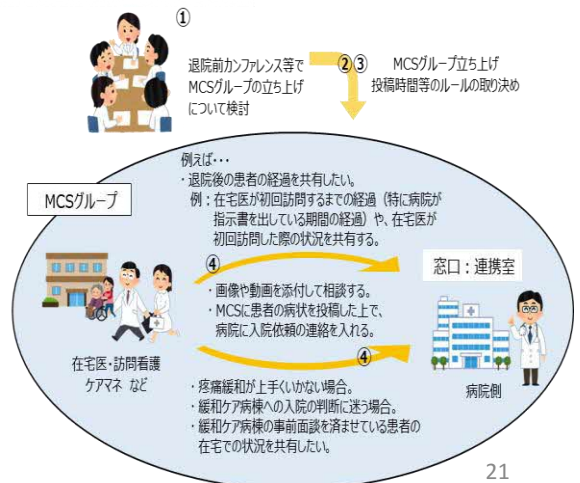 ①
退院前カンファレンス等で
MCSグループの立ち上げ
について検討
②③
MCSグループ立ち上げ
投稿時間等のルールの取り決め
MCSグループ
例えば・・・
・退院後の患者の経過を共有したい。
例：在宅医が初回訪問するまでの経過（特に病院が
指示書を出している期間の経過）や、在宅医が
初回訪問した際の状況を共有する。
④
・画像や動画を添付して相談する。
・MCSに患者の病状を投稿した上で、
病院に入院依頼の連絡を入れる。
④
・疼痛緩和が上手くいかない場合。
・緩和ケア病棟への入院の判断に迷う場合。
・緩和ケア病棟の事前面談を済ませている患者の
在宅での状況を共有したい。
在宅医・訪問看護
ケアマネ など
窓口：連携室
病院側
21